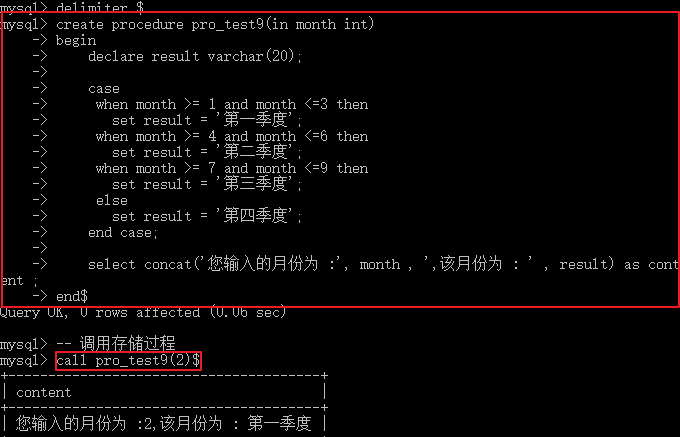 mysql> delimiter $
mysql> create procedure pro_test9(in month int)
    -> begin
    ->     declare result varchar(20);
    ->
    ->     case
    ->      when month >= 1 and month <=3 then
    ->        set result = '第一季度';
    ->      when month >= 4 and month <=6 then
    ->        set result = '第二季度';
    ->      when month >= 7 and month <=9 then
    ->        set result = '第三季度';
    ->      else
    ->        set result = '第四季度';
    ->     end case;
    ->
    ->     select concat('您输入的月份为 :', month , ',该月份为 : ' , result) as cont
ent ;
    -> end$
Query OK, 0 rows affected (0.06 sec)
mysql> -- 调用存储过程
mysql> call pro_test9(2)$
+---------------------------------------+
| content                               |
+---------------------------------------+
| 您输入的月份为 :2,该月份为 : 第一季度 |